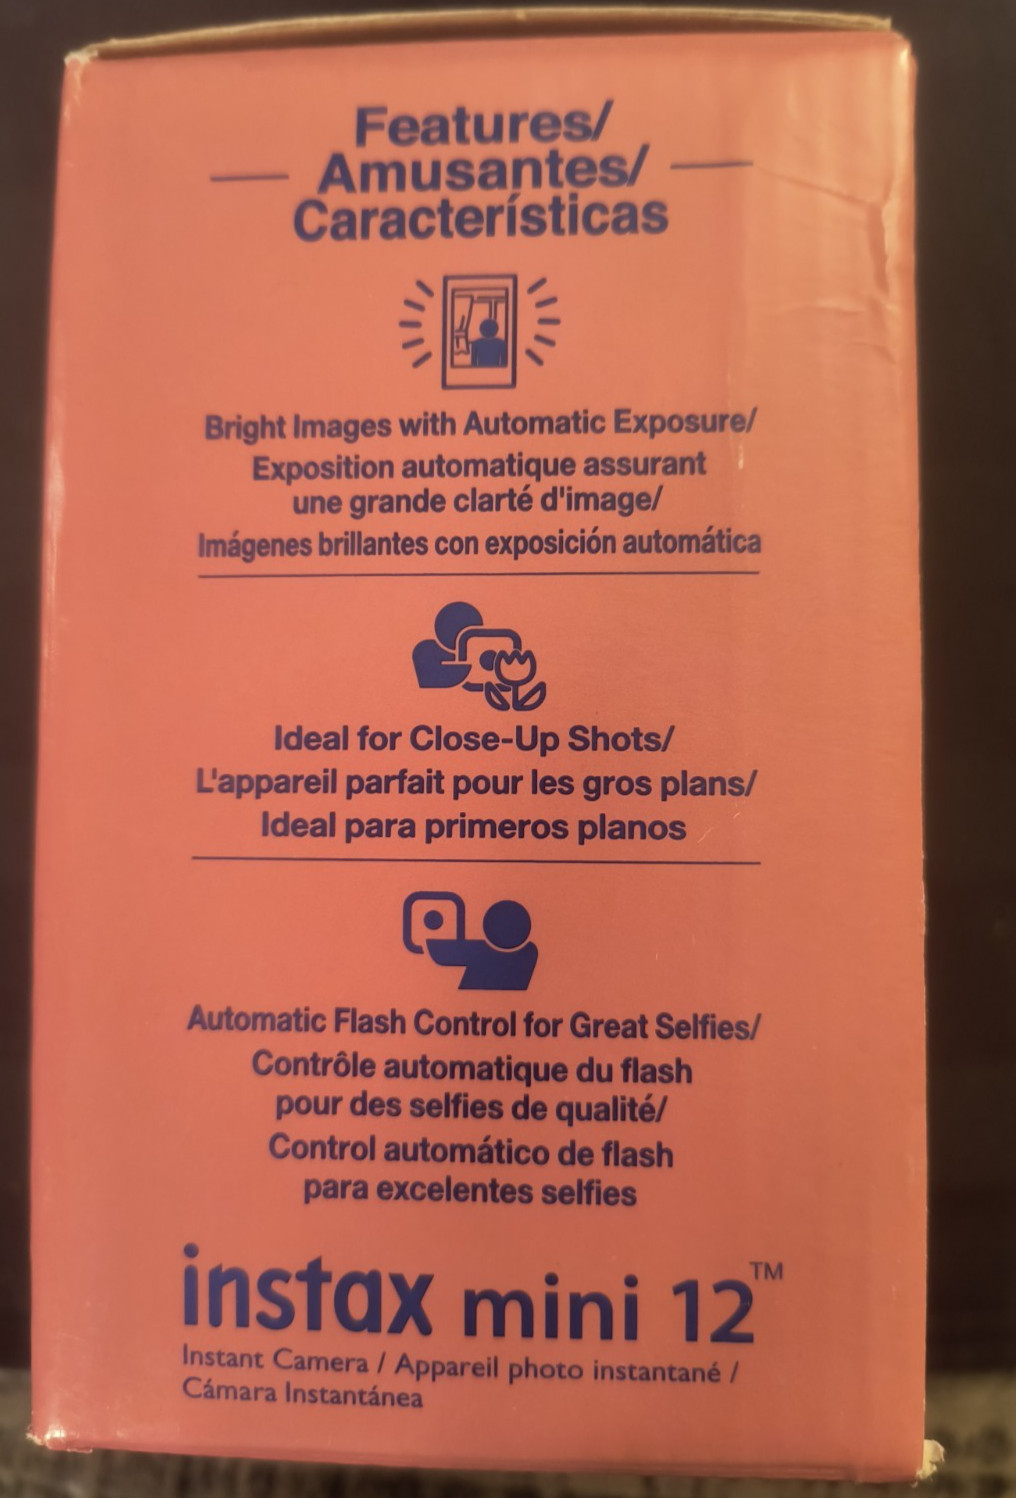 Features/
Amusantes/
Características
Bright Images with Automatic Exposure/
Exposition automatique assurant
une grande clarté d'image/
Imágenes brillantes con exposición automática
Ideal for Close-Up Shots/
L'appareil parfait pour les gros plans/
Ideal para primeros planos
Automatic Flash Control for Great Selfies/
Contrôle automatique du flash
pour des selfies de qualité/
Control automático de flash
para excelentes selfies
instax mini 12™
Instant Camera / Appareil photo instantané /
Cámara Instantánea